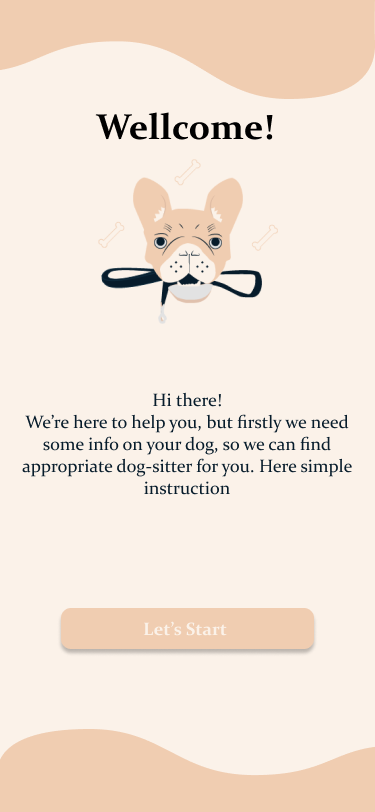 Wellcome!
Hi there!
We’re here to help you, but firstly we need
some info on your dog, so we can find
appropriate dog-sitter for you. Here simple
instruction
Let’s Start